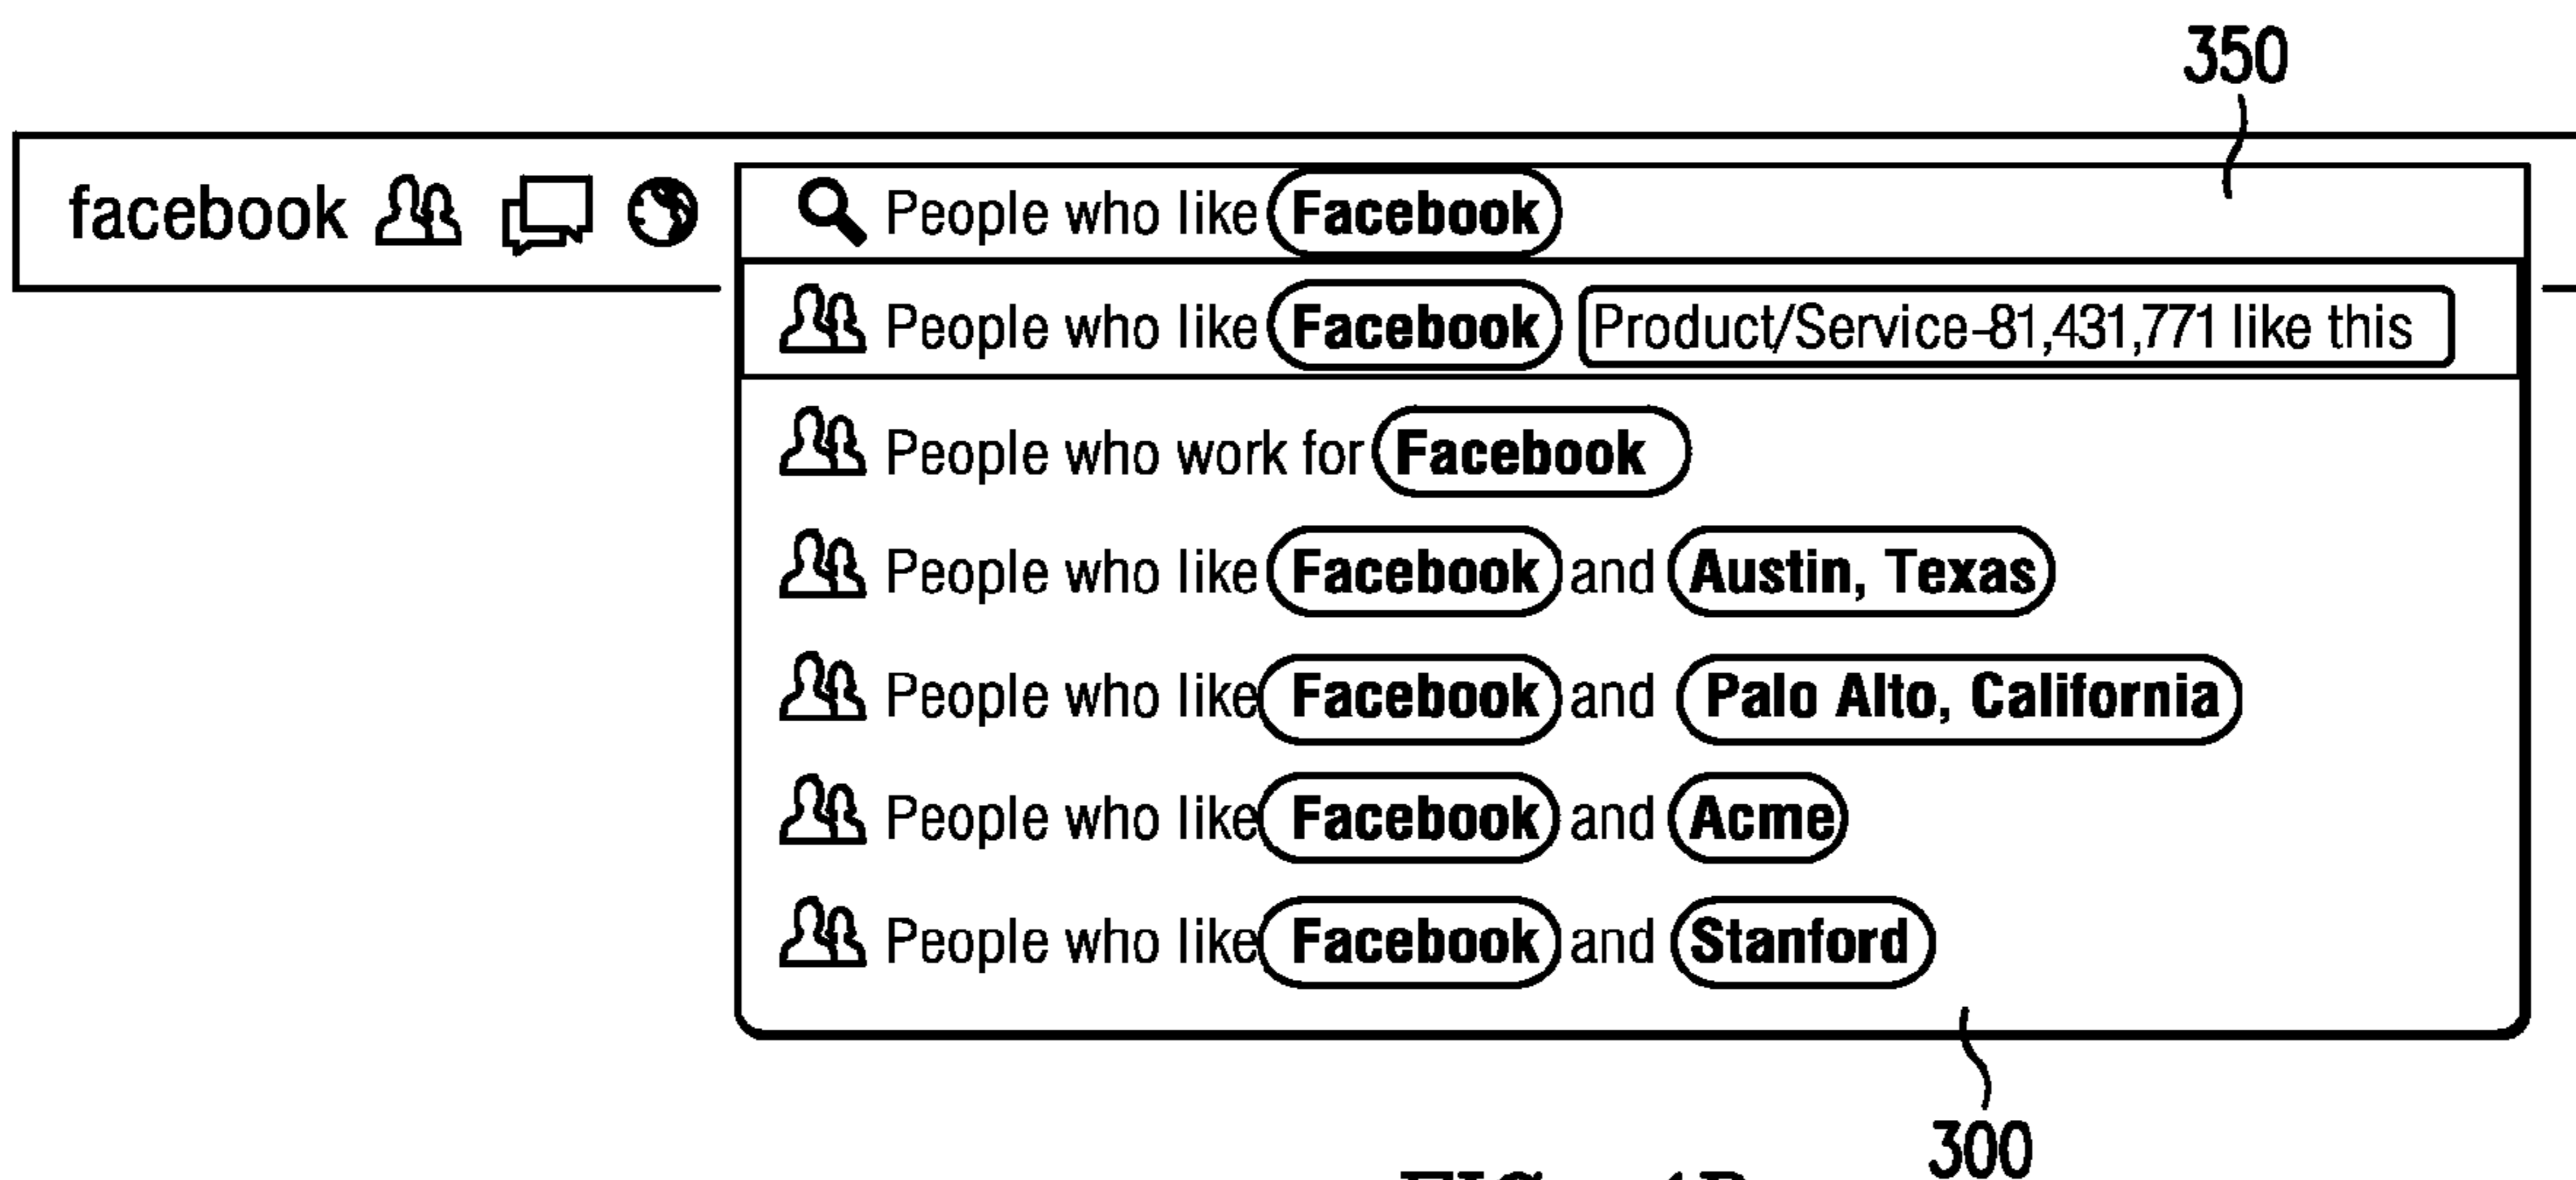 350
facebook People who like Facebook
People who like Facebook Product/Service-81,431,771 like this
People who work for Facebook
People who like Facebook and Austin, Texas
People who like Facebook and Palo Alto, California
People who like Facebook and Acme
People who like Facebook and Stanford
300